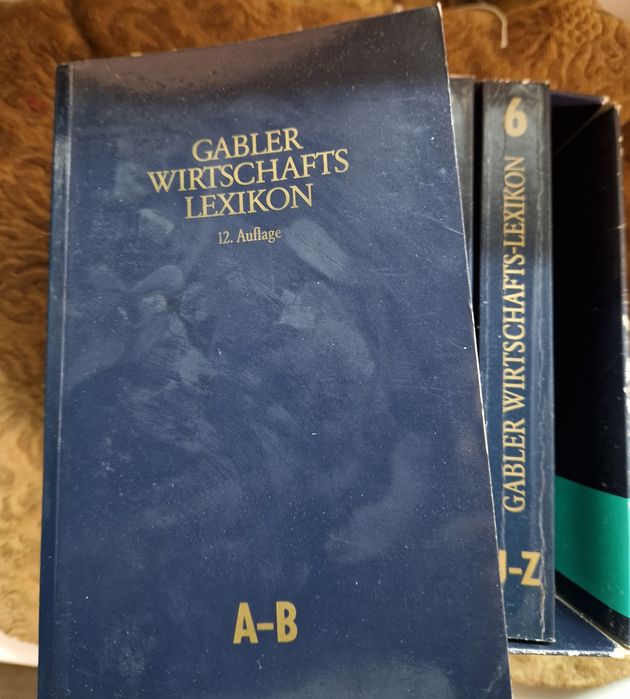 GABLER
WIRTSCHAFTS
LEXIKON
12. Auflage
A–B
6
GABLER WIRTSCHAFTS-LEXIKON
-Z